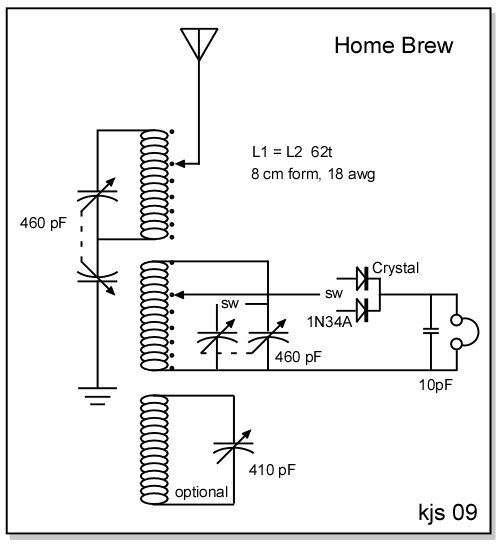 Home Brew
L1 = L2  62t
8 cm form, 18 awg
460 pF
Crystal
sw
sw
1N34A
460 pF
10pF
410 pF
optional
kjs 09